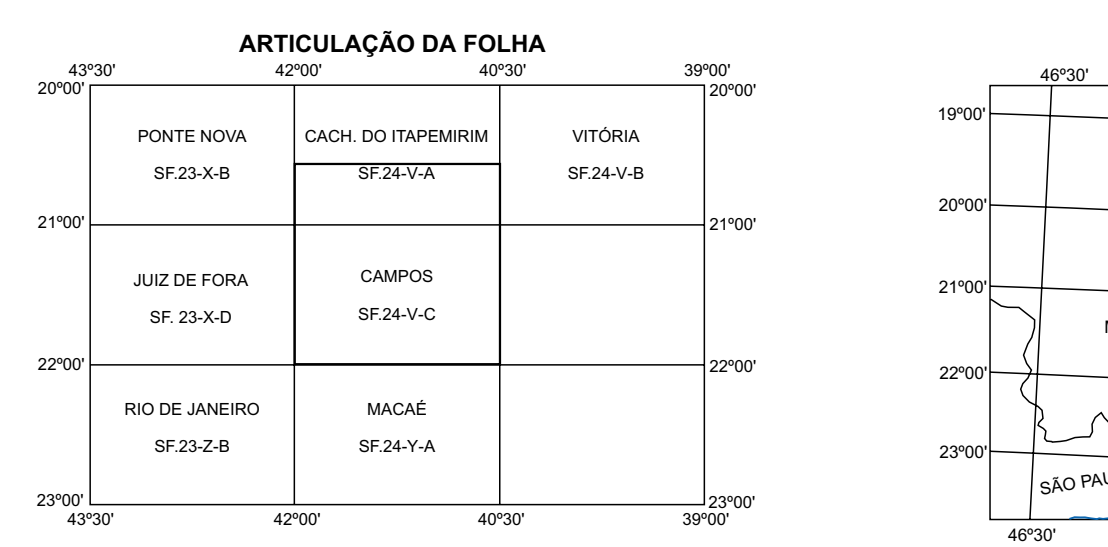 ARTICULAÇÃO DA FOLHA
43º30' 42º00' 40º30' 39º00'
20º00' 20º00'
PONTE NOVA CACH. DO ITAPEMIRIM VITÓRIA
SF.23-X-B SF.24-V-A SF.24-V-B
21º00' 21º00'
JUIZ DE FORA CAMPOS
SF. 23-X-D SF.24-V-C
22º00' 22º00'
RIO DE JANEIRO MACAÉ
SF.23-Z-B SF.24-Y-A
23º00' 23º00'
43º30' 42º00' 40º30' 39º00'
46º30'
19º00'
20º00'
21º00'
22º00'
23º00'
SÃO PAU
46º30'